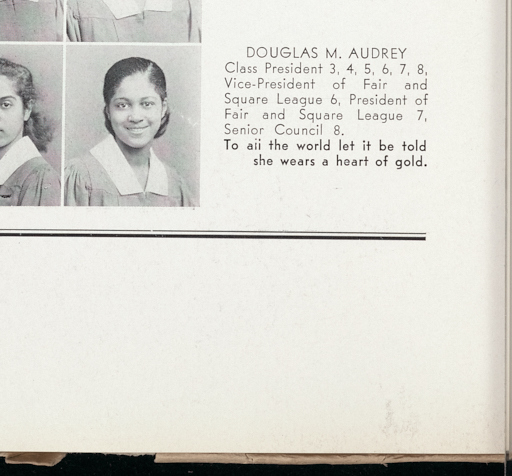 DOUGLAS M. AUDREY
Class President 3, 4, 5, 6, 7, 8,
Vice-President of Fair and
Square League 6, President of
Fair and Square League 7,
Senior Council 8.
To aii the world let it be told
she wears a heart of gold.